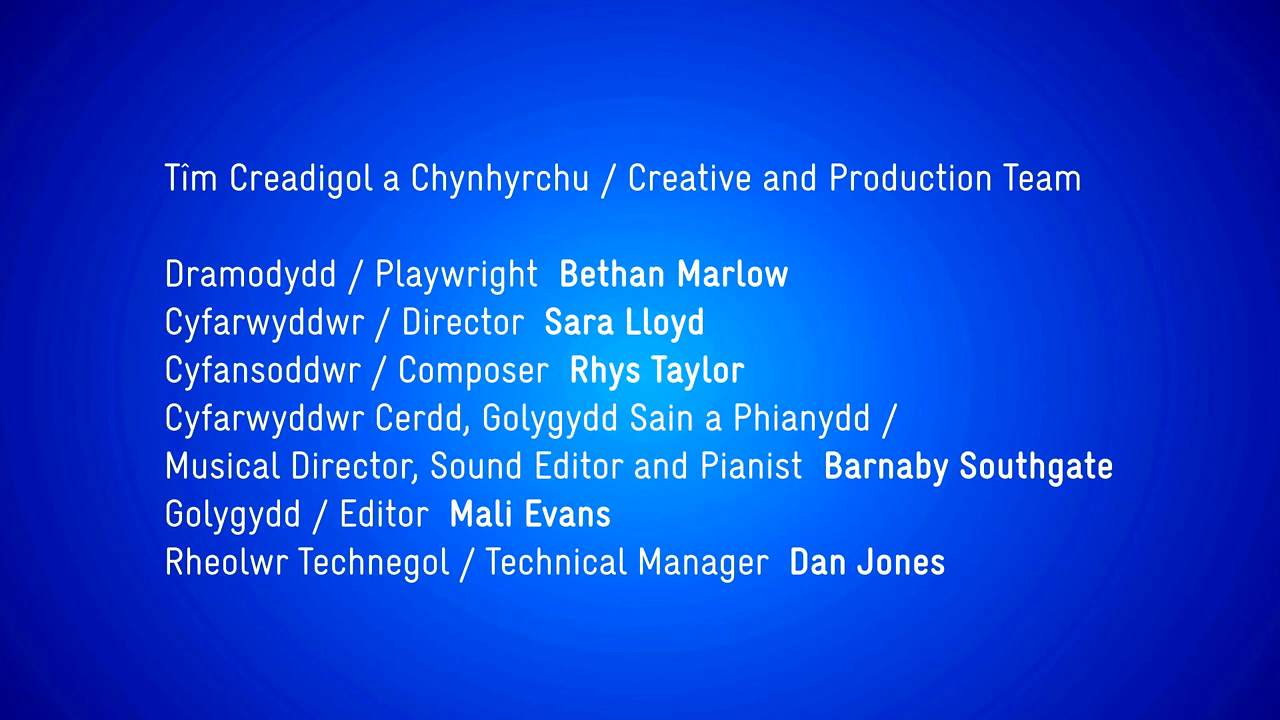 Tîm Creadigol a Chynhyrchu / Creative and Production Team
Dramodydd / Playwright Bethan Marlow
Cyfarwyddwr / Director Sara Lloyd
Cyfansoddwr / Composer Rhys Taylor
Cyfarwyddwr Cerdd, Golygydd Sain a Phianydd /
Musical Director, Sound Editor and Pianist Barnaby Southgate
Golygydd / Editor Mali Evans
Rheolwr Technegol / Technical Manager Dan Jones